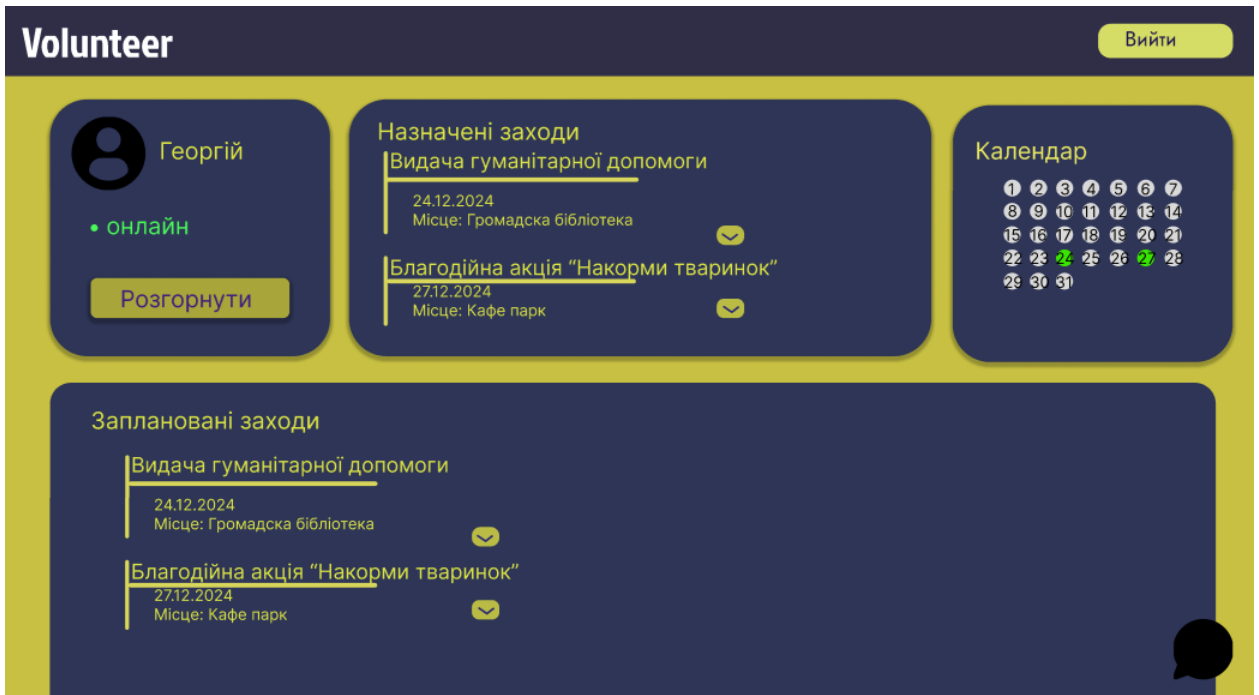 Volunteer
Вийти
Георгій
• онлайн
Розгорнути
Назначені заходи
Видача гуманітарної допомоги
24.12.2024
Місце: Громадска бібліотека
Благодійна акція “Накорми тваринок”
27.12.2024
Місце: Кафе парк
Календар
1 2 3 4 5 6 7
8 9 10 11 12 13 14
15 16 17 18 19 20 21
22 23 24 25 26 27 28
29 30 31
Заплановані заходи
Видача гуманітарної допомоги
24.12.2024
Місце: Громадска бібліотека
Благодійна акція “Накорми тваринок”
27.12.2024
Місце: Кафе парк